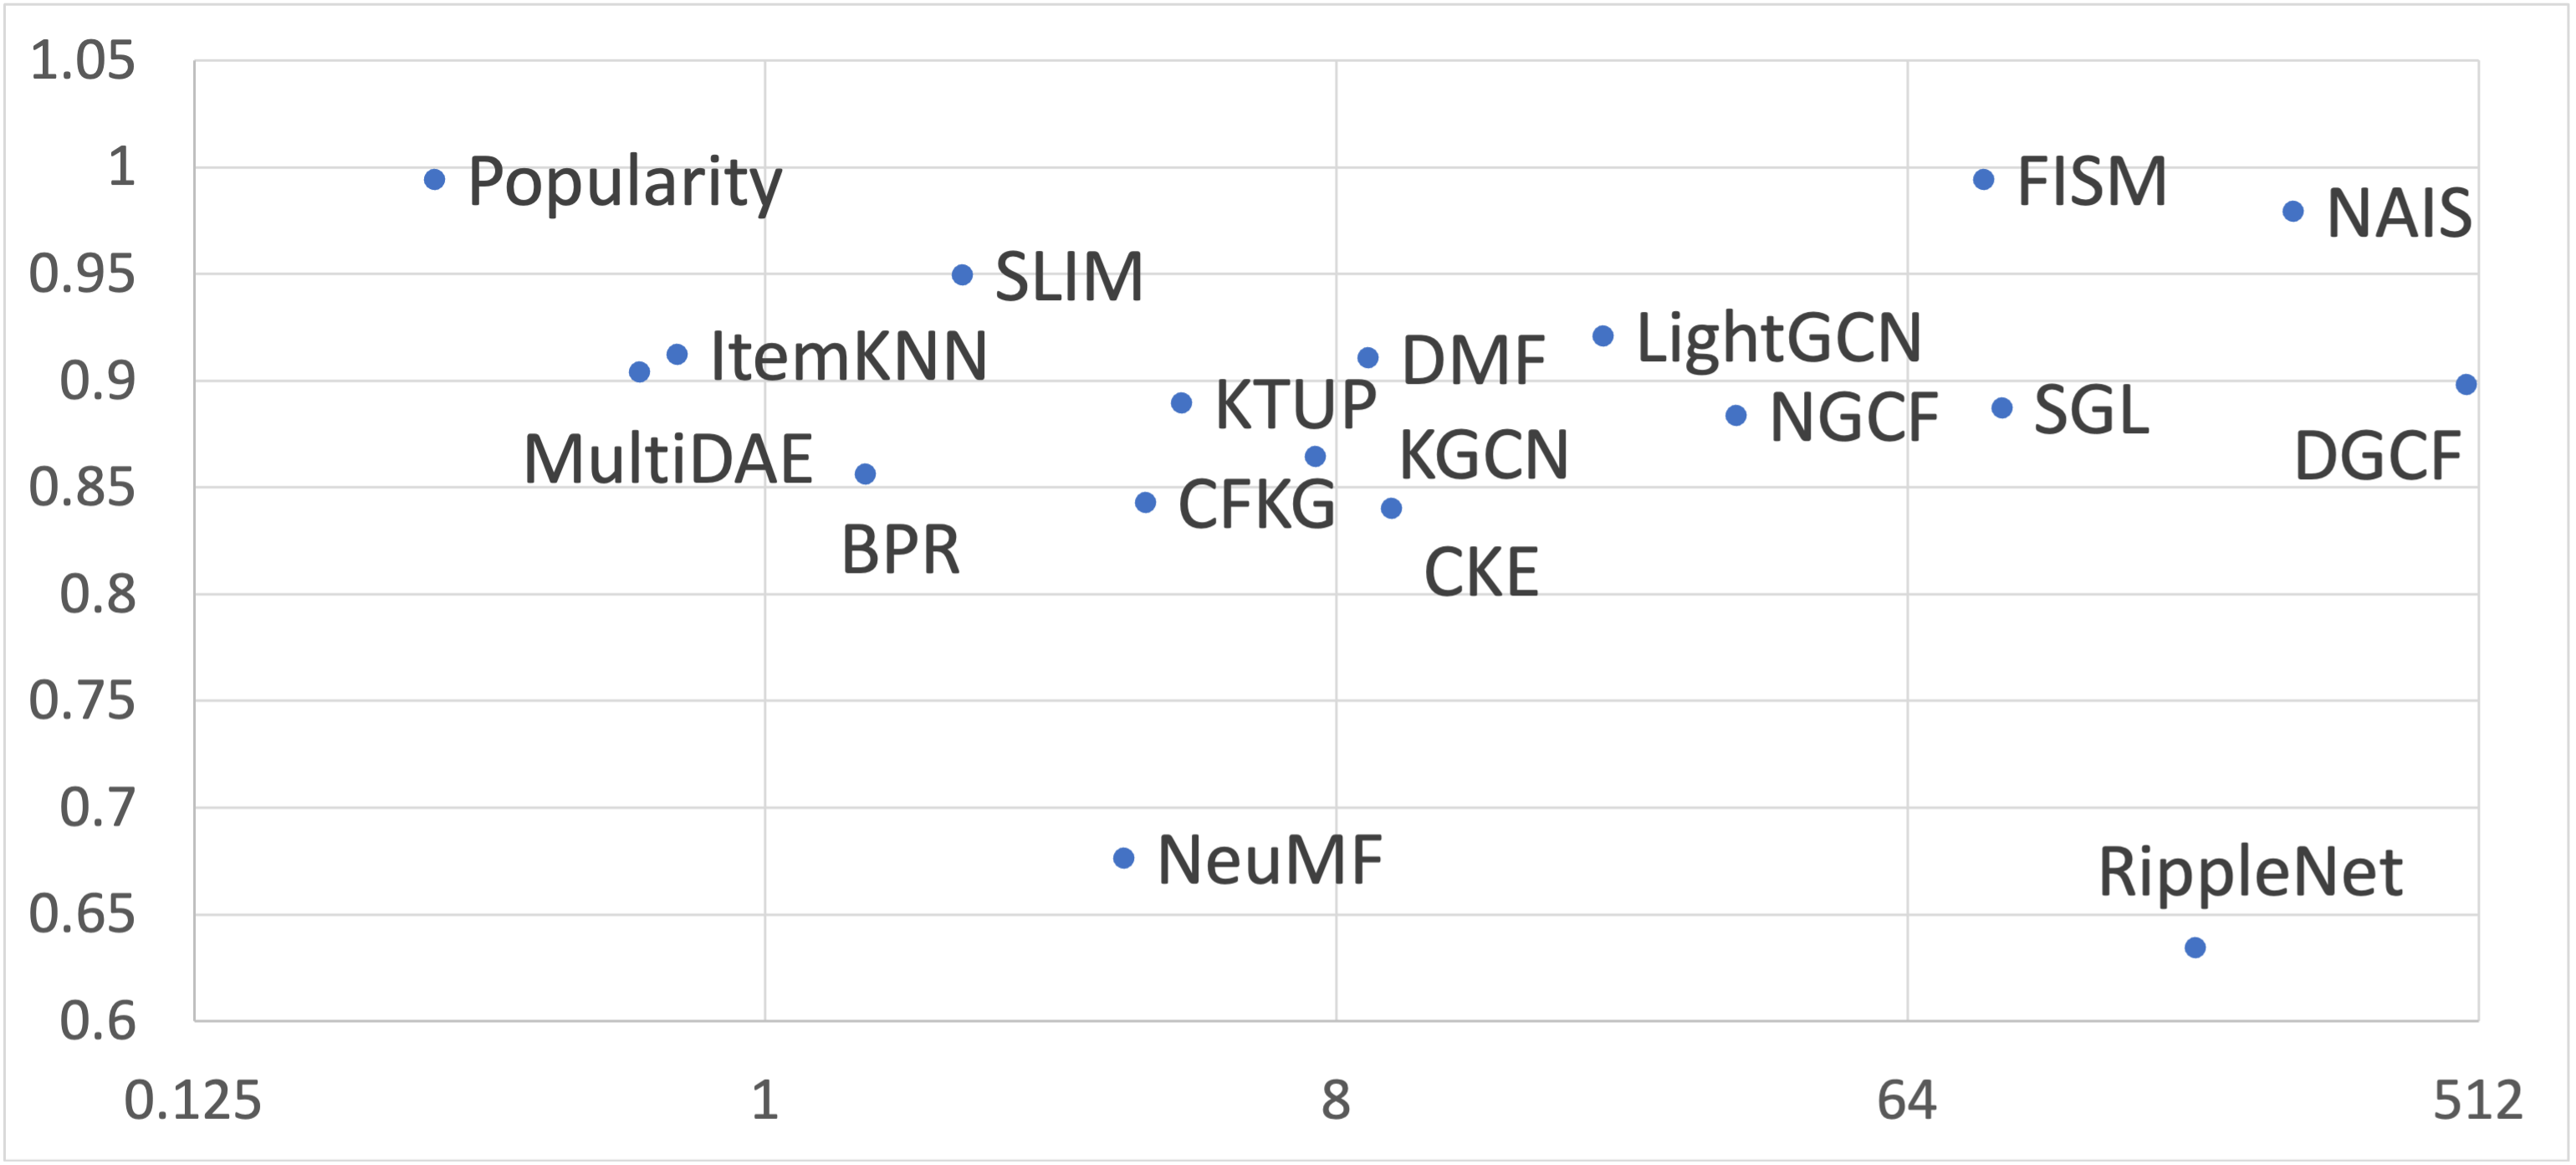 1.05
1
0.95
0.9
0.85
0.8
0.75
0.7
0.65
0.6
Popularity
FISM
NAIS
SLIM
LightGCN
ItemKNN
DMF
KTUP
NGCF
SGL
MultiDAE
KGCN
DGCF
CFKG
BPR
CKE
NeuMF
RippleNet
0.125
1
8
64
512